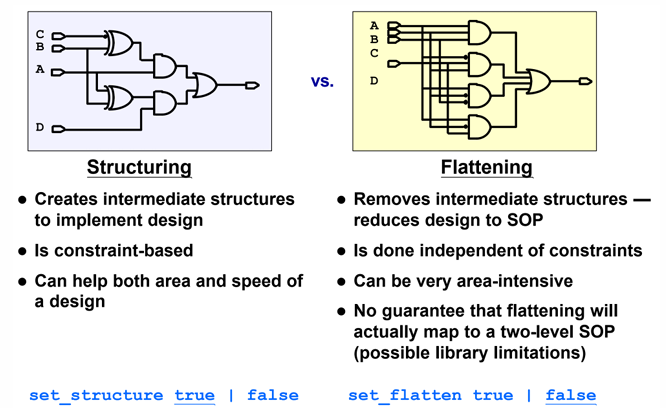 C
B
A
D
vs.
A
B
C
D
Structuring
● Creates intermediate structures
to implement design
● Is constraint-based
● Can help both area and speed of
a design
set_structure true | false
Flattening
● Removes intermediate structures —
reduces design to SOP
● Is done independent of constraints
● Can be very area-intensive
● No guarantee that flattening will
actually map to a two-level SOP
(possible library limitations)
set_flatten true | false